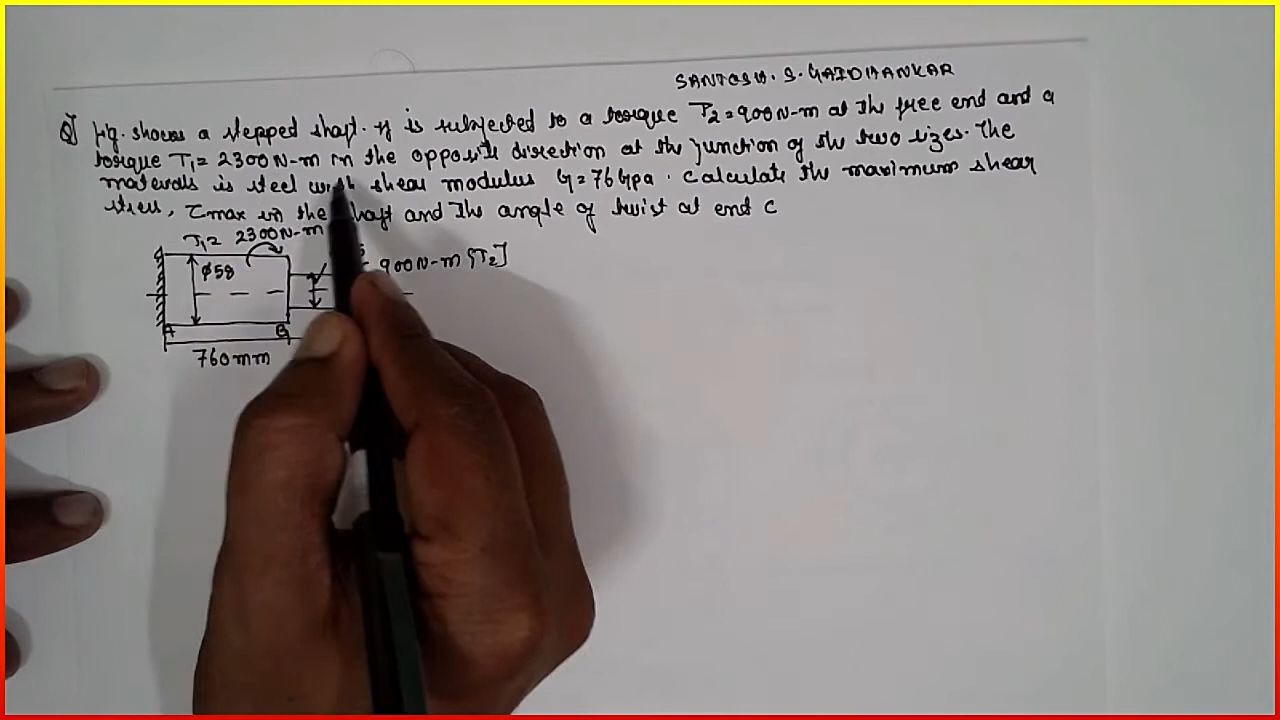 SANTOSH. S. GAIDHANKAR
Q] Fig. shows a stepped shaft. It is subjected to a torque T2 = 900 N-m at the free end and a
torque T1 = 2300 N-m in the opposite direction at the junction of the two sizes. The
materials is steel with shear modulus G = 76 Gpa. Calculate the maximum shear
stress, τmax in the shaft and the angle of twist at end C
T1 = 2300 N-m
ϕ58
900 N-m [T2]
A B
760 mm